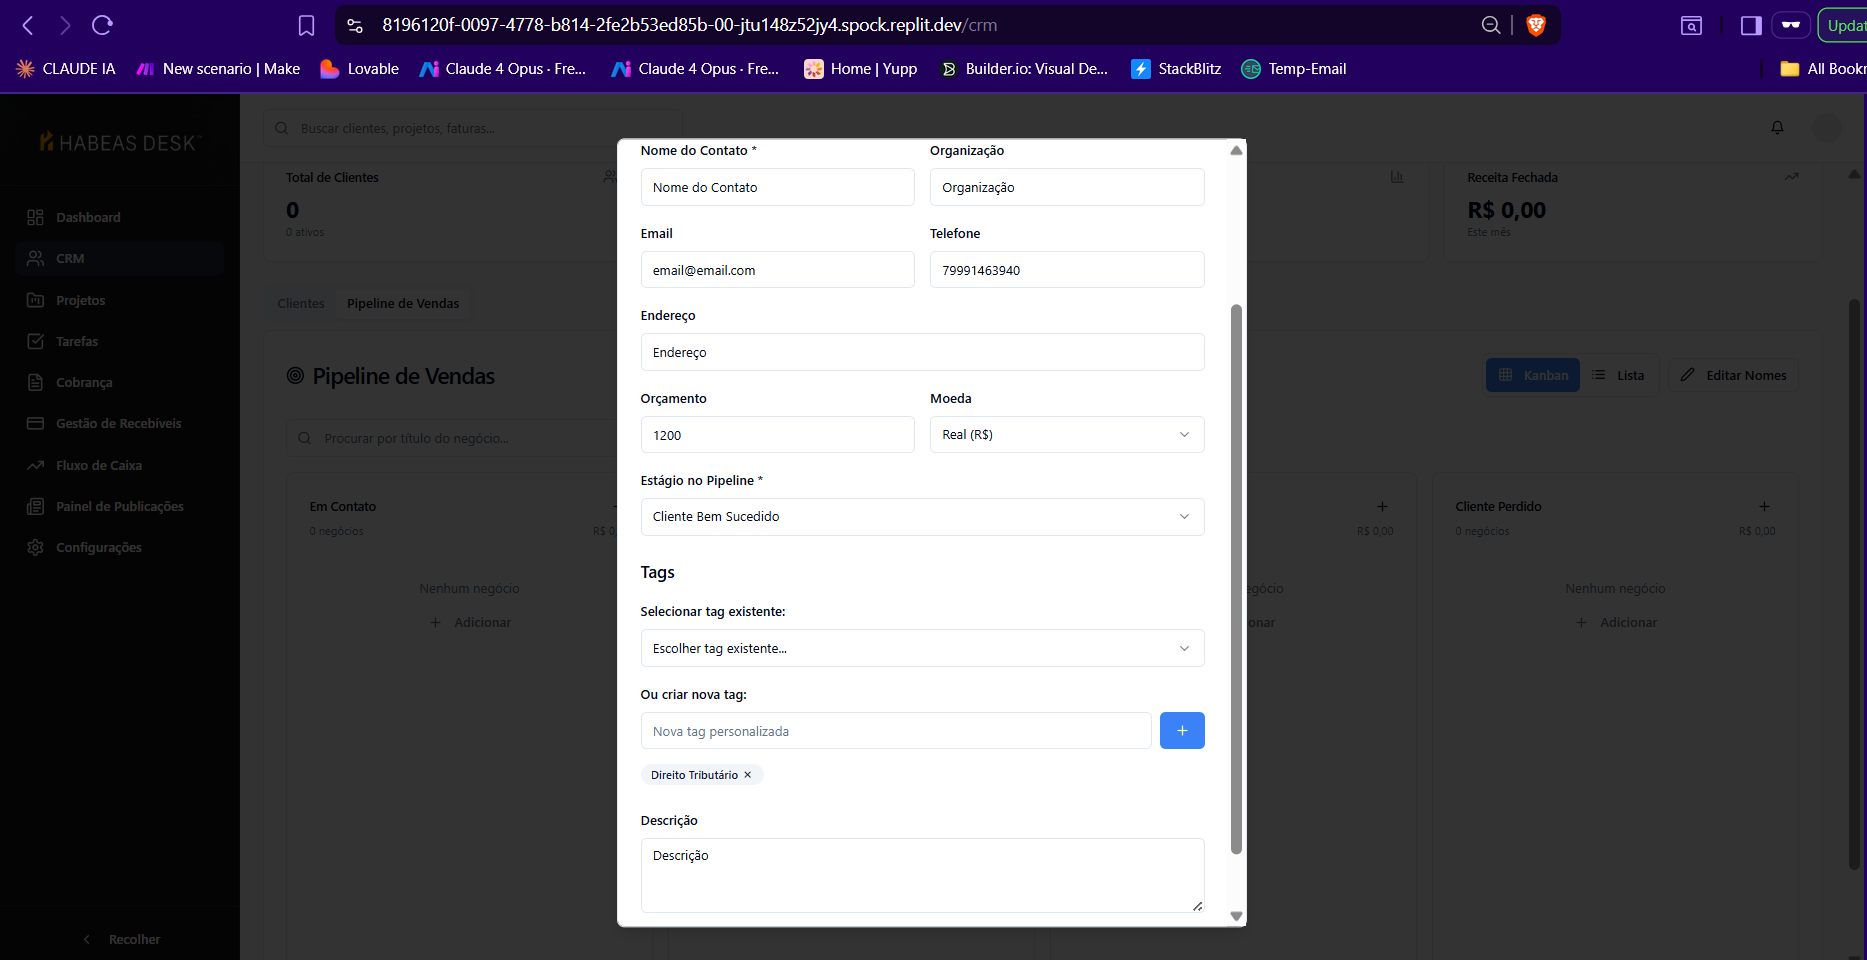 8196120f-0097-4778-b814-2fe2b53ed85b-00-jtu148z52jy4.spock.replit.dev/crm
CLAUDE IA
New scenario | Make
Lovable
Claude 4 Opus · Fre...
Claude 4 Opus · Fre...
Home | Yupp
Builder.io: Visual De...
StackBlitz
Temp-Email
All Bookr
Updat
HABEAS DESK
Dashboard
CRM
Projetos
Tarefas
Cobrança
Gestão de Recebíveis
Fluxo de Caixa
Painel de Publicações
Configurações
Recolher
Buscar clientes, projetos, faturas...
Total de Clientes
0
0 ativos
Receita Fechada
R$ 0,00
Este mês
Clientes
Pipeline de Vendas
Pipeline de Vendas
Kanban
Lista
Editar Nomes
Procurar por título do negócio...
Em Contato
0 negócios
R$ 0,
Nenhum negócio
Adicionar
R$ 0,00
egócio
onar
Cliente Perdido
0 negócios
R$ 0,00
Nenhum negócio
Adicionar
Nome do Contato *
Organização
Nome do Contato
Organização
Email
Telefone
email@email.com
79991463940
Endereço
Endereço
Orçamento
Moeda
1200
Real (R$)
Estágio no Pipeline *
Cliente Bem Sucedido
Tags
Selecionar tag existente:
Escolher tag existente...
Ou criar nova tag:
Nova tag personalizada
Direito Tributário ×
Descrição
Descrição